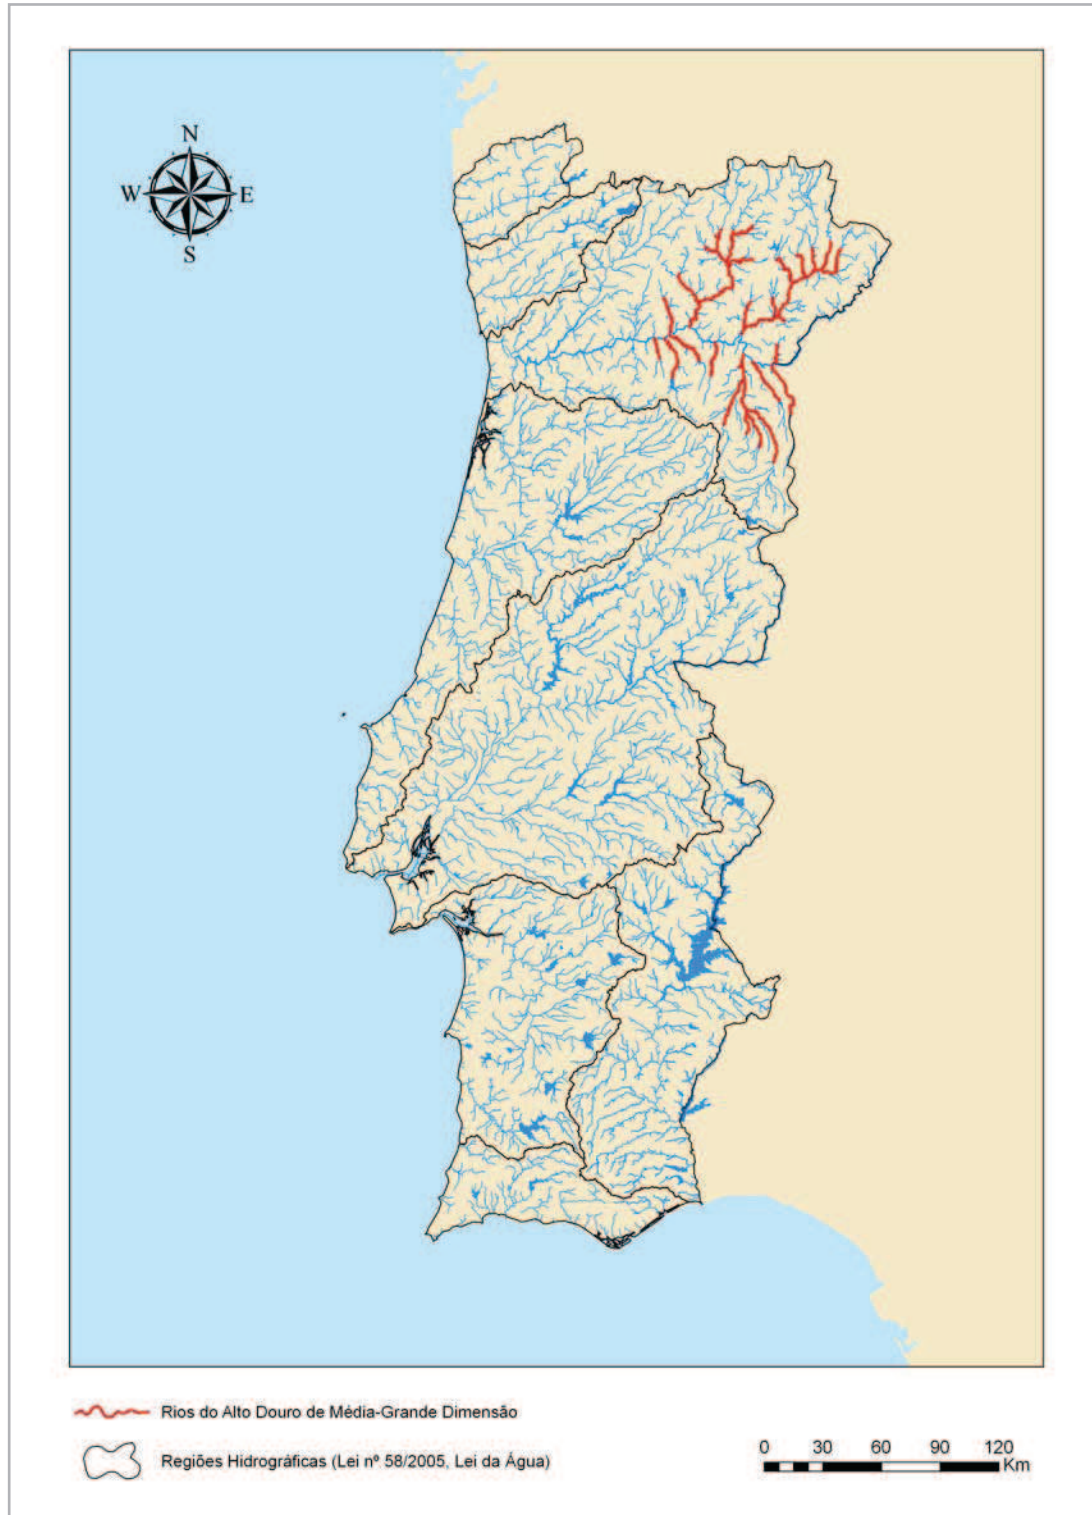 N
W E
S
Rios do Alto Douro de Média-Grande Dimensão
Regiões Hidrográficas (Lei nº 58/2005, Lei da Água)
0 30 60 90 120
Km